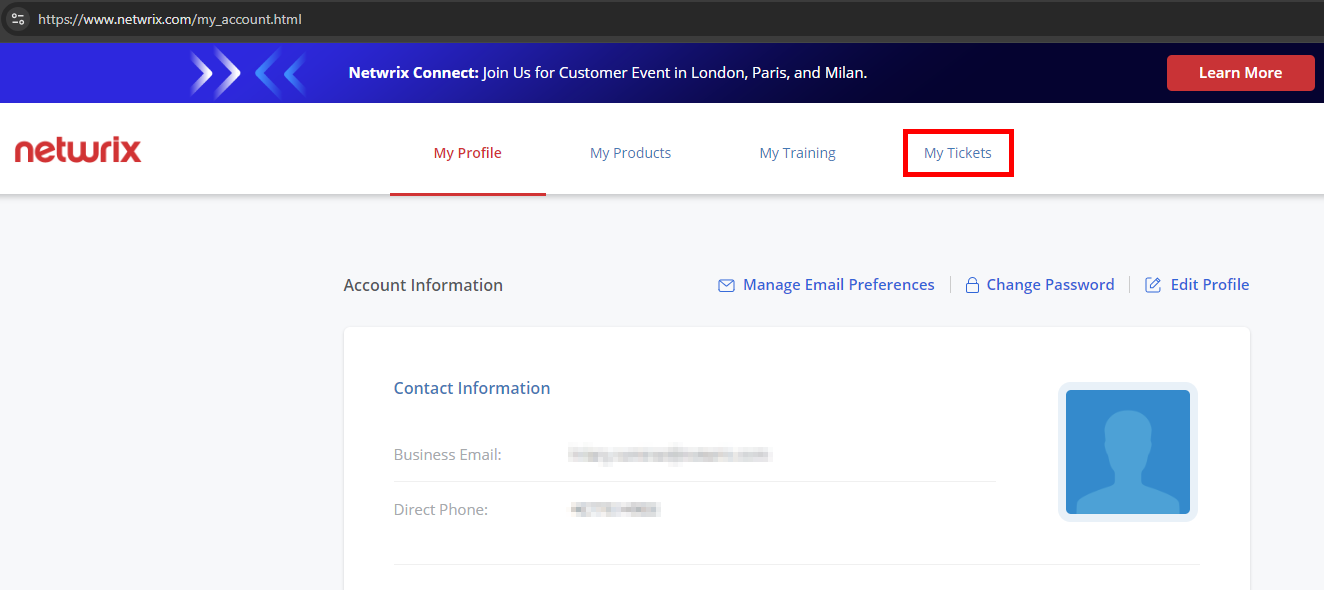 https://www.netwrix.com/my_account.html
Netwrix Connect: Join Us for Customer Event in London, Paris, and Milan.
Learn More
netwrix
My Profile
My Products
My Training
My Tickets
Account Information
Manage Email Preferences
Change Password
Edit Profile
Contact Information
Business Email:
Direct Phone: